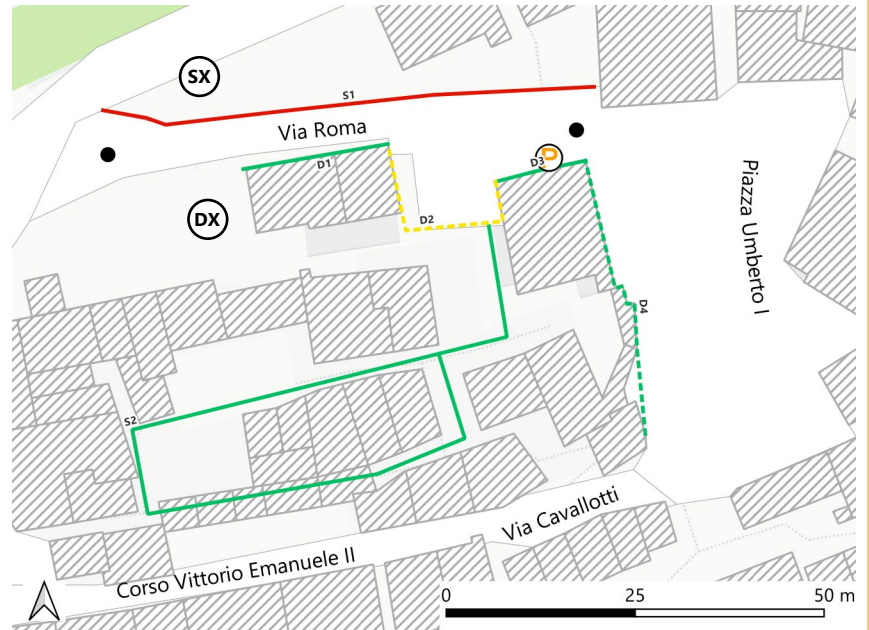 SX
S1
Via Roma
D1
D3
D
DX
D2
Piazza Umberto I
D4
S2
Via Cavallotti
Corso Vittorio Emanuele II
0 25 50 m